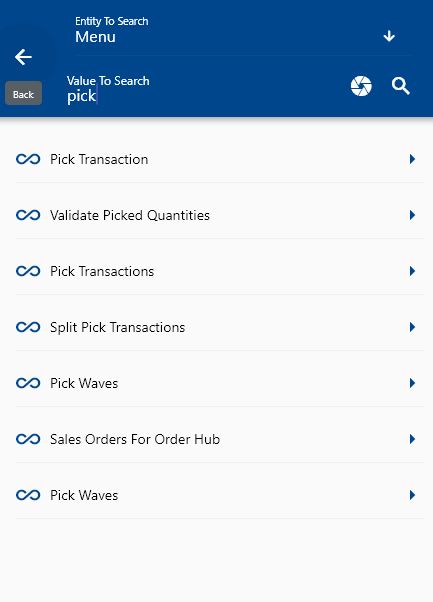 Entity To Search
Menu
Back
Value To Search
pick
Pick Transaction
Validate Picked Quantities
Pick Transactions
Split Pick Transactions
Pick Waves
Sales Orders For Order Hub
Pick Waves